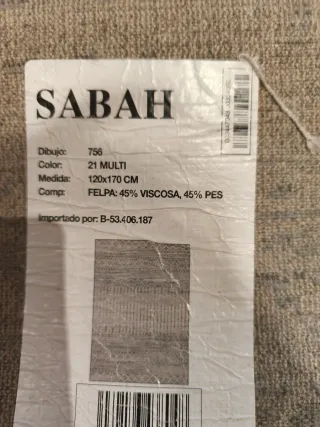 SABAH
Dibujo: 756
Color: 21 MULTI
Medida: 120x170 CM
Comp: FELPA: 45% VISCOSA, 45% PES
Importado por: B-53.406.187